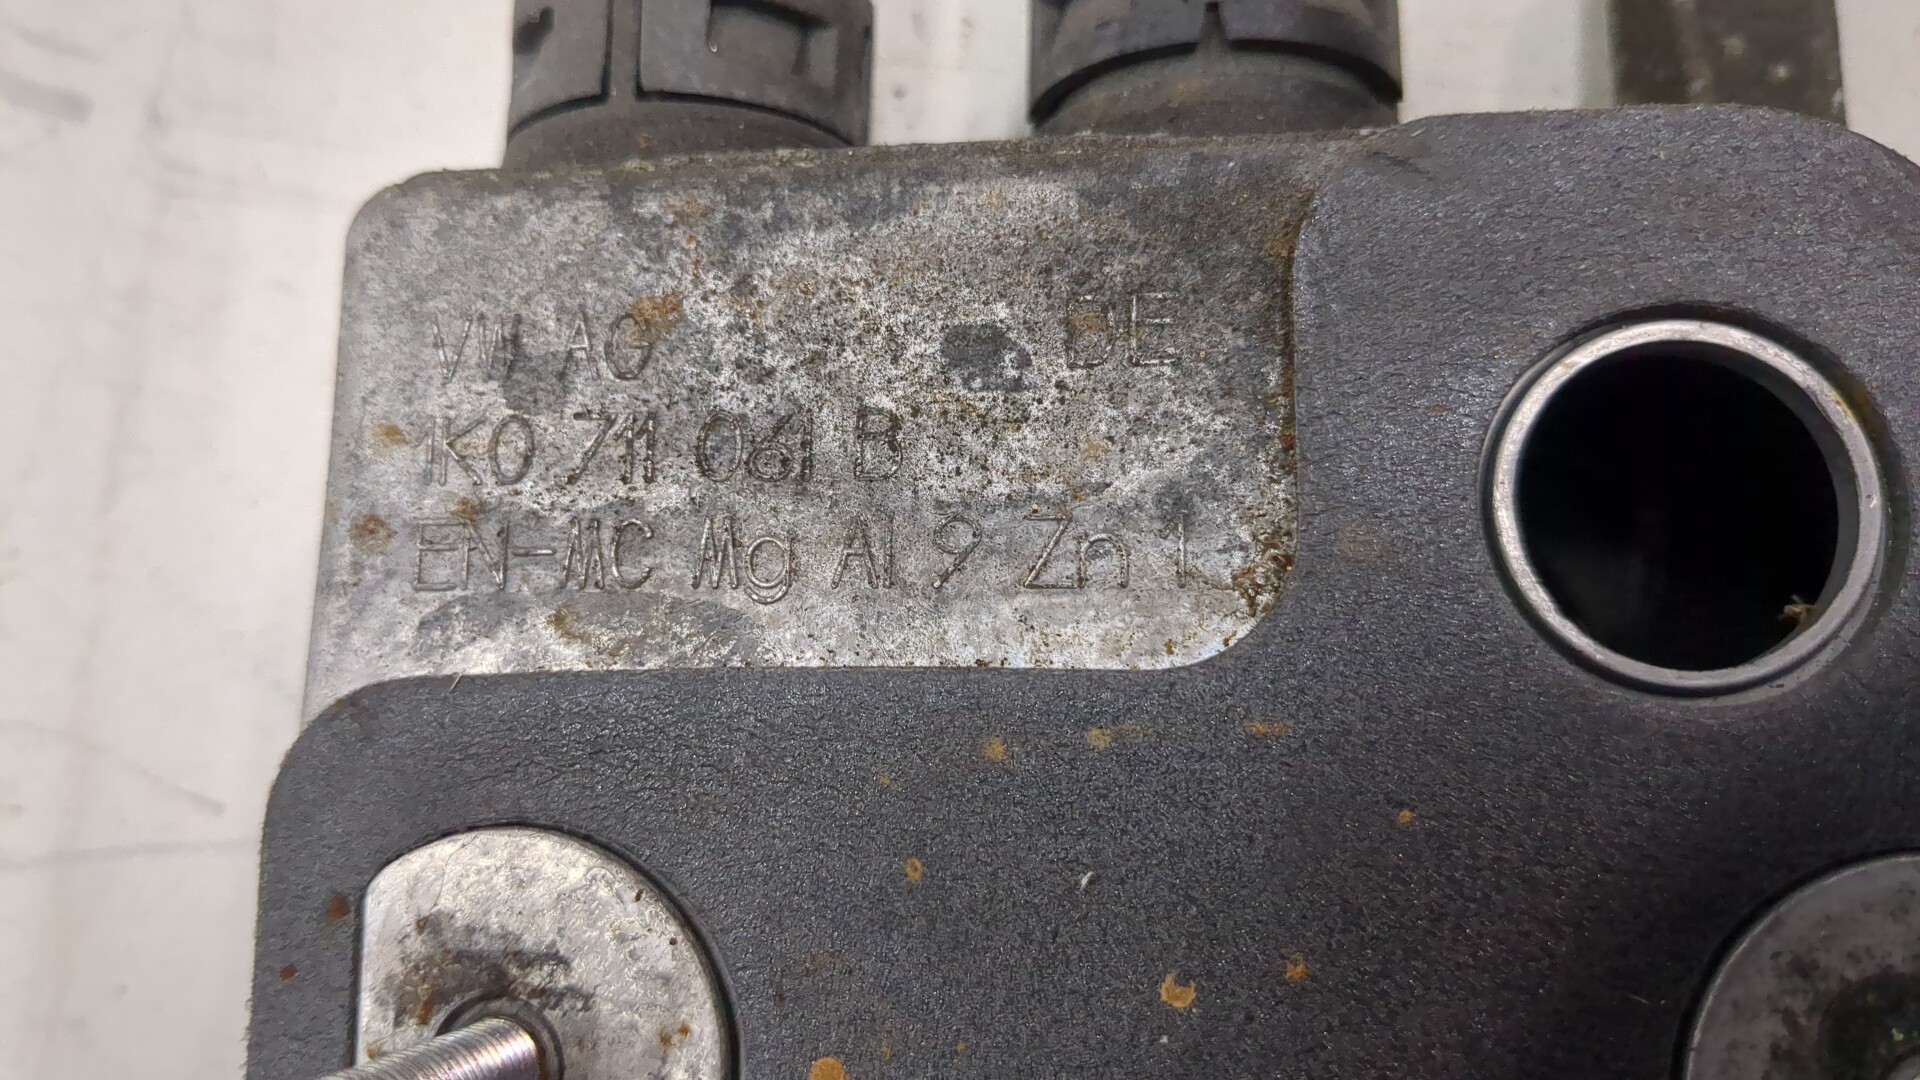 VW AG DE
1K0 711 061 B
EN-MC Mg Al 9 Zn 1